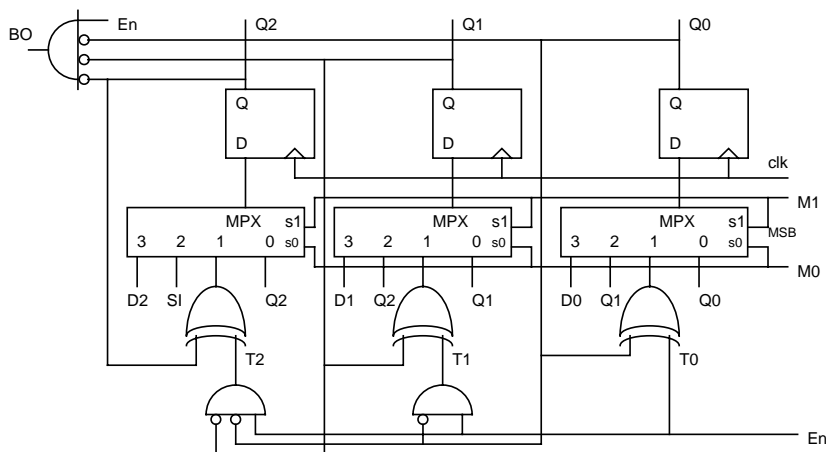 En Q2 Q1 Q0
BO
Q Q Q
D D D
clk
M1
MPX s1 MPX s1 MPX s1
MSB
3 2 1 0 s0 3 2 1 0 s0 3 2 1 0 s0
M0
D2 SI Q2 D1 Q2 Q1 D0 Q1 Q0
T2 T1 T0
En